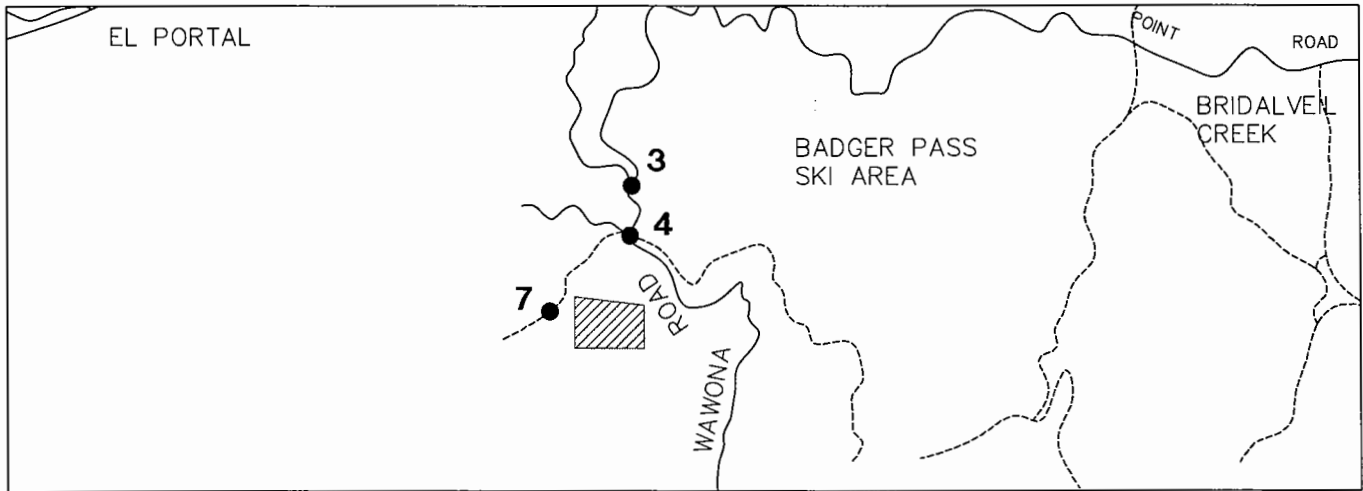 EL PORTAL
POINT
ROAD
BRIDALVEIL
CREEK
BADGER PASS
SKI AREA
3
4
7
ROAD
WAWONA